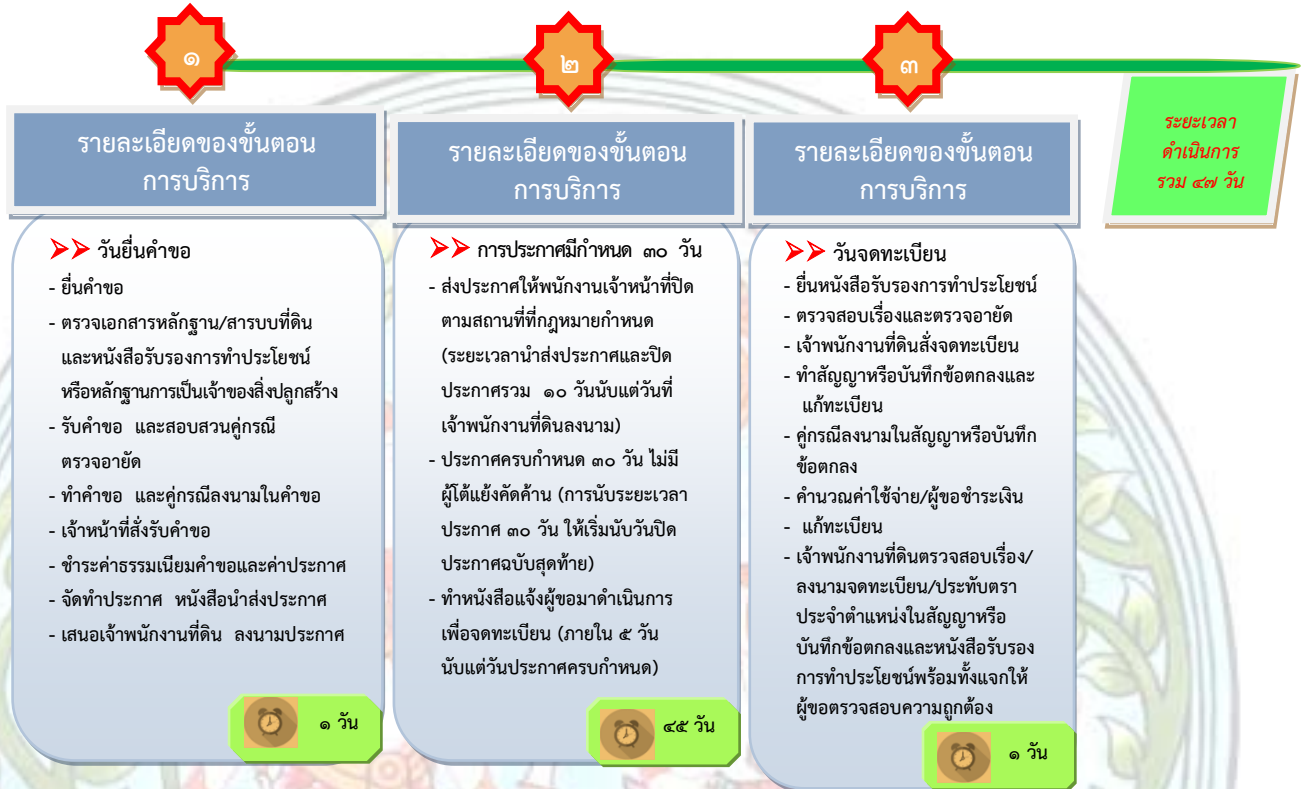 ๑
๒
๓
ระยะเวลา
ดำเนินการ
รวม ๔๗ วัน
รายละเอียดของขั้นตอน
การบริการ
➢➢ วันยื่นคำขอ
- ยื่นคำขอ
- ตรวจเอกสารหลักฐาน/สารบบที่ดิน
และหนังสือรับรองการทำประโยชน์
หรือหลักฐานการเป็นเจ้าของสิ่งปลูกสร้าง
- รับคำขอ และสอบสวนคู่กรณี
ตรวจอายัด
- ทำคำขอ และคู่กรณีลงนามในคำขอ
- เจ้าหน้าที่สั่งรับคำขอ
- ชำระค่าธรรมเนียมคำขอและค่าประกาศ
- จัดทำประกาศ หนังสือนำส่งประกาศ
- เสนอเจ้าพนักงานที่ดิน ลงนามประกาศ
๑ วัน
รายละเอียดของขั้นตอน
การบริการ
➢➢ การประกาศมีกำหนด ๓๐ วัน
- ส่งประกาศให้พนักงานเจ้าหน้าที่ปิด
ตามสถานที่ที่กฎหมายกำหนด
(ระยะเวลานำส่งประกาศและปิด
ประกาศรวม ๑๐ วันนับแต่วันที่
เจ้าพนักงานที่ดินลงนาม)
- ประกาศครบกำหนด ๓๐ วัน ไม่มี
ผู้โต้แย้งคัดค้าน (การนับระยะเวลา
ประกาศ ๓๐ วัน ให้เริ่มนับวันปิด
ประกาศฉบับสุดท้าย)
- ทำหนังสือแจ้งผู้ขอมาดำเนินการ
เพื่อจดทะเบียน (ภายใน ๕ วัน
นับแต่วันประกาศครบกำหนด)
๔๕ วัน
รายละเอียดของขั้นตอน
การบริการ
➢➢ วันจดทะเบียน
- ยื่นหนังสือรับรองการทำประโยชน์
- ตรวจสอบเรื่องและตรวจอายัด
- เจ้าพนักงานที่ดินสั่งจดทะเบียน
- ทำสัญญาหรือบันทึกข้อตกลงและ
แก้ทะเบียน
- คู่กรณีลงนามในสัญญาหรือบันทึก
ข้อตกลง
- คำนวณค่าใช้จ่าย/ผู้ขอชำระเงิน
- แก้ทะเบียน
- เจ้าพนักงานที่ดินตรวจสอบเรื่อง/
ลงนามจดทะเบียน/ประทับตรา
ประจำตำแหน่งในสัญญาหรือ
บันทึกข้อตกลงและหนังสือรับรอง
การทำประโยชน์พร้อมทั้งแจกให้
ผู้ขอตรวจสอบความถูกต้อง
๑ วัน